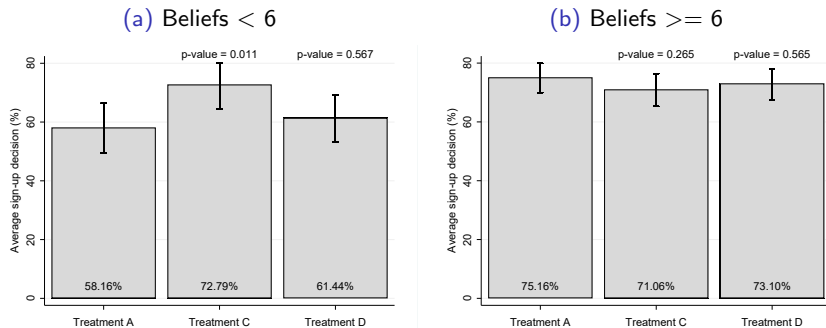 (a) Beliefs < 6
p-value = 0.011 p-value = 0.567
Average sign-up decision (%)
80
60
40
20
0
58.16% 72.79% 61.44%
Treatment A Treatment C Treatment D
(b) Beliefs >= 6
p-value = 0.265 p-value = 0.565
Average sign-up decision (%)
80
60
40
20
0
75.16% 71.06% 73.10%
Treatment A Treatment C Treatment D